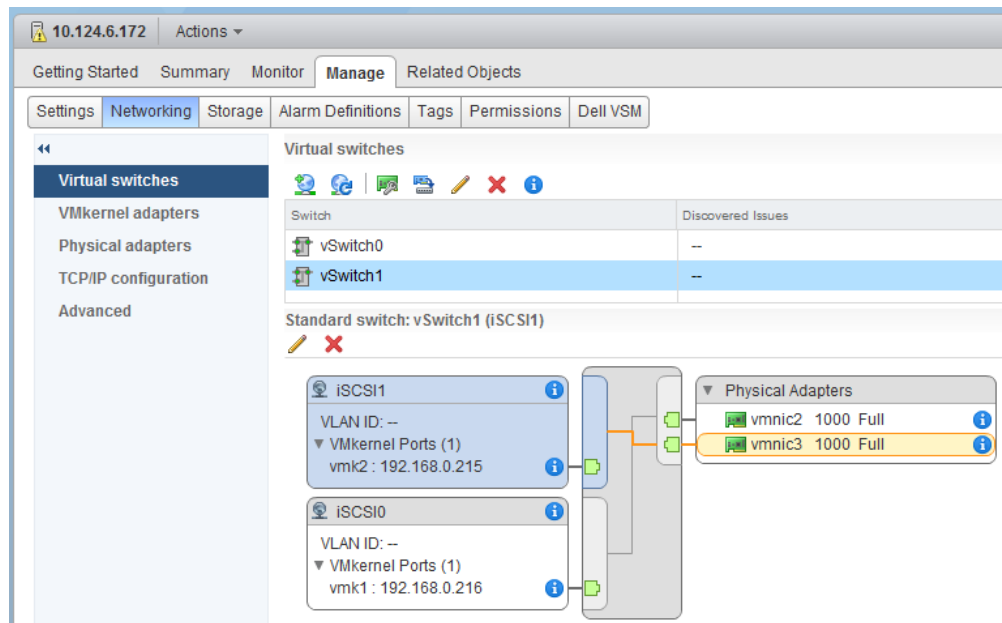 10.124.6.172 Actions
Getting Started Summary Monitor Manage Related Objects
Settings Networking Storage Alarm Definitions Tags Permissions Dell VSM
Virtual switches
VMkernel adapters
Physical adapters
TCP/IP configuration
Advanced
Virtual switches
Switch Discovered Issues
vSwitch0 --
vSwitch1 --
Standard switch: vSwitch1 (iSCSI1)
iSCSI1
VLAN ID: --
VMkernel Ports (1)
vmk2 : 192.168.0.215
iSCSI0
VLAN ID: --
VMkernel Ports (1)
vmk1 : 192.168.0.216
Physical Adapters
vmnic2 1000 Full
vmnic3 1000 Full